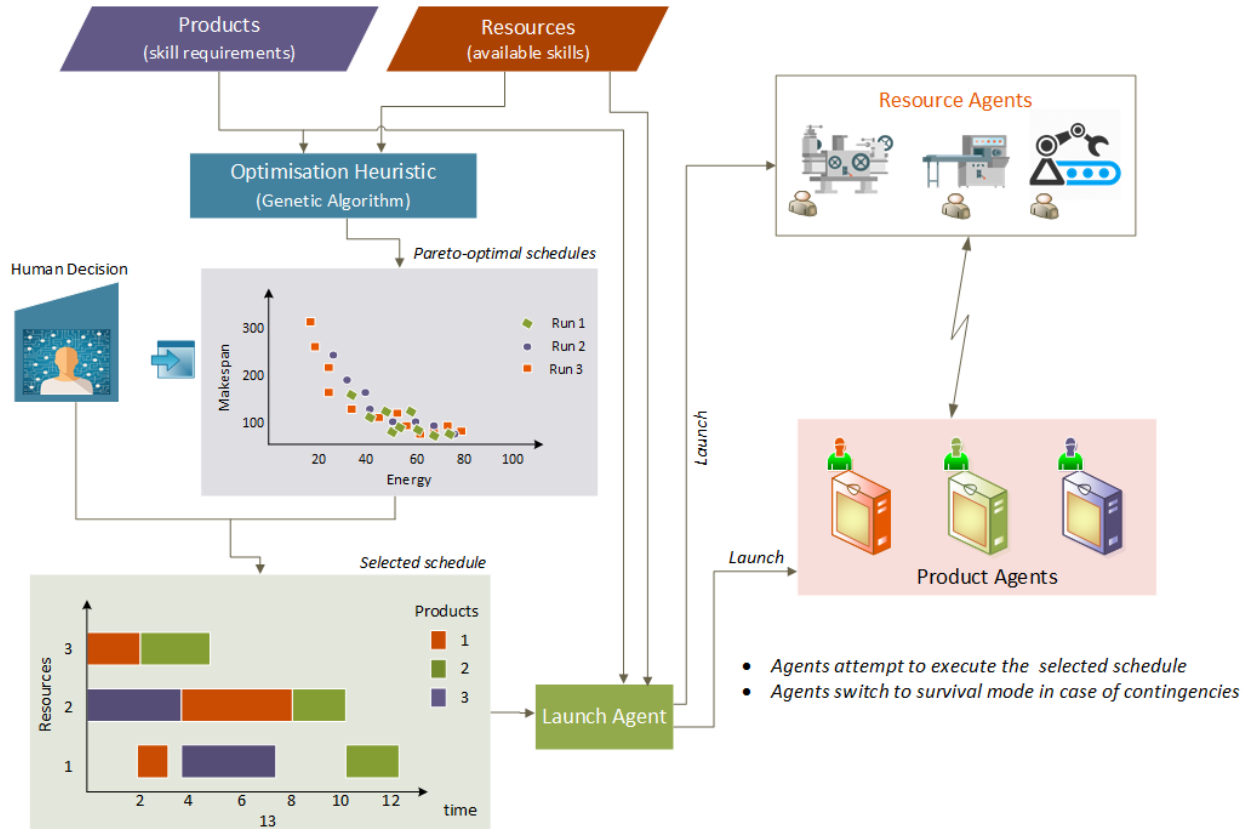 Products
(skill requirements)
Resources
(available skills)
Resource Agents
Optimisation Heuristic
(Genetic Algorithm)
Pareto-optimal schedules
Human Decision
300
200
100
Makespan
Run 1
Run 2
Run 3
20 40 60 80 100
Energy
Launch
Launch
Product Agents
Selected schedule
Products
1
2
3
Resources
3
2
1
2 4 6 8 10 12
13
time
Launch Agent
• Agents attempt to execute the selected schedule
• Agents switch to survival mode in case of contingencies